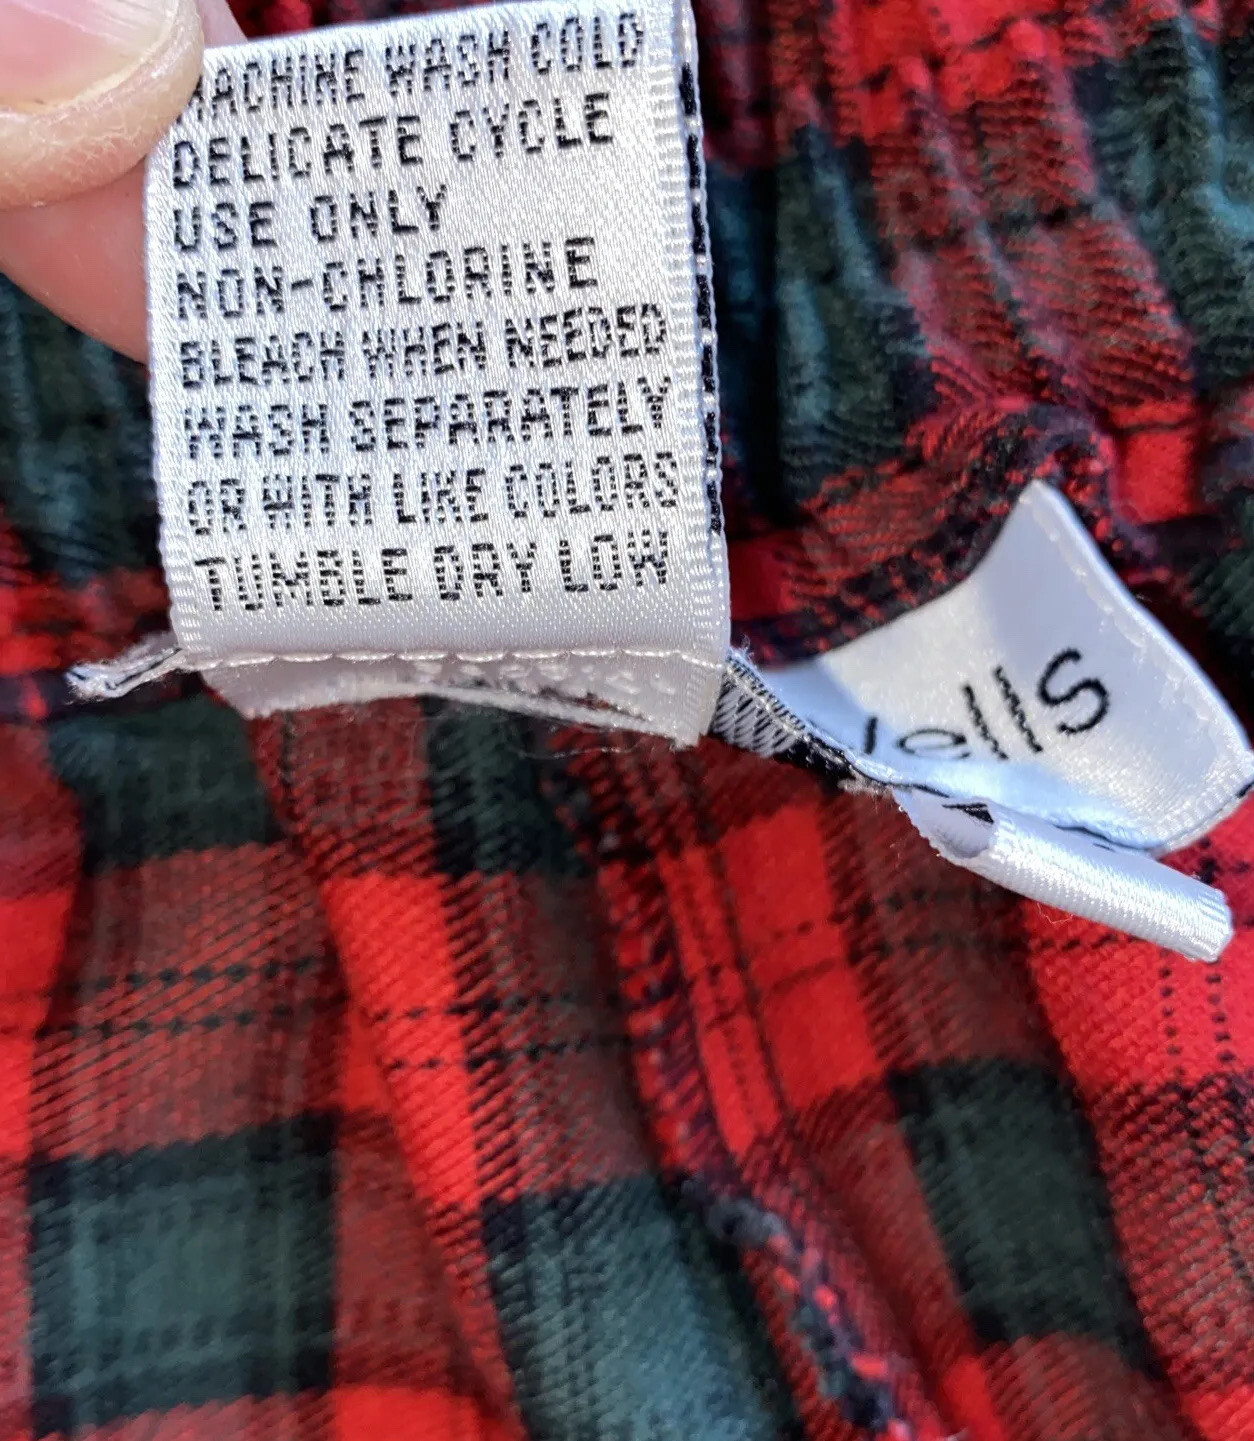 MACHINE WASH COLD
DELICATE CYCLE
USE ONLY
NON-CHLORINE
BLEACH WHEN NEEDED
WASH SEPARATELY
OR WITH LIKE COLORS
TUMBLE DRY LOW